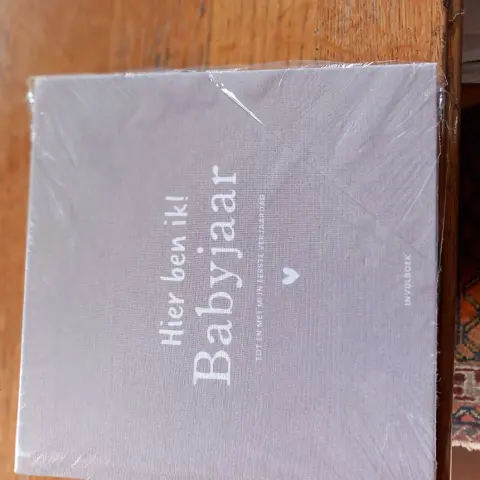 Hier ben ik!
Babyjaar
TOT EN MET MIJN EERSTE VERJAARDAG
INVULBOEK